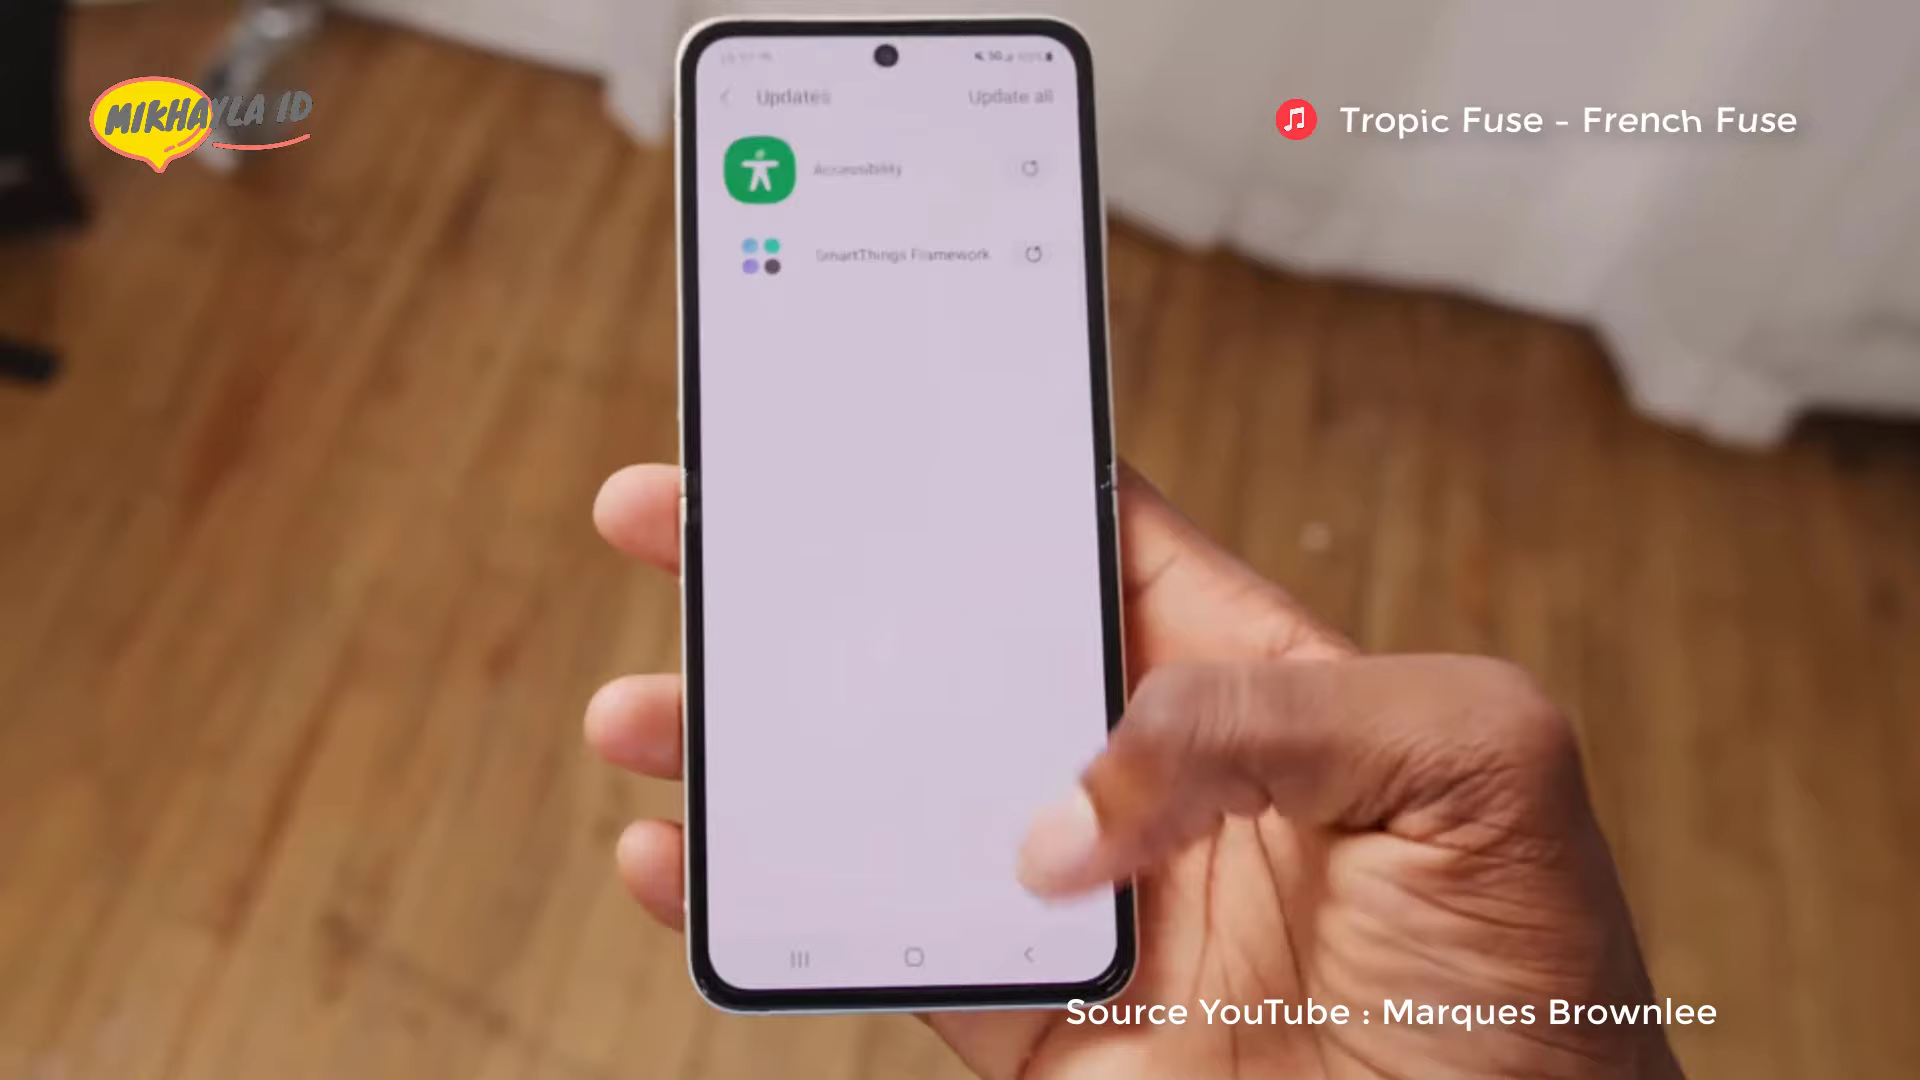 MIKHAYLA ID
Tropic Fuse - French Fuse
Updates
Update all
Accessibility
SmartThings Framework
Source YouTube : Marques Brownlee